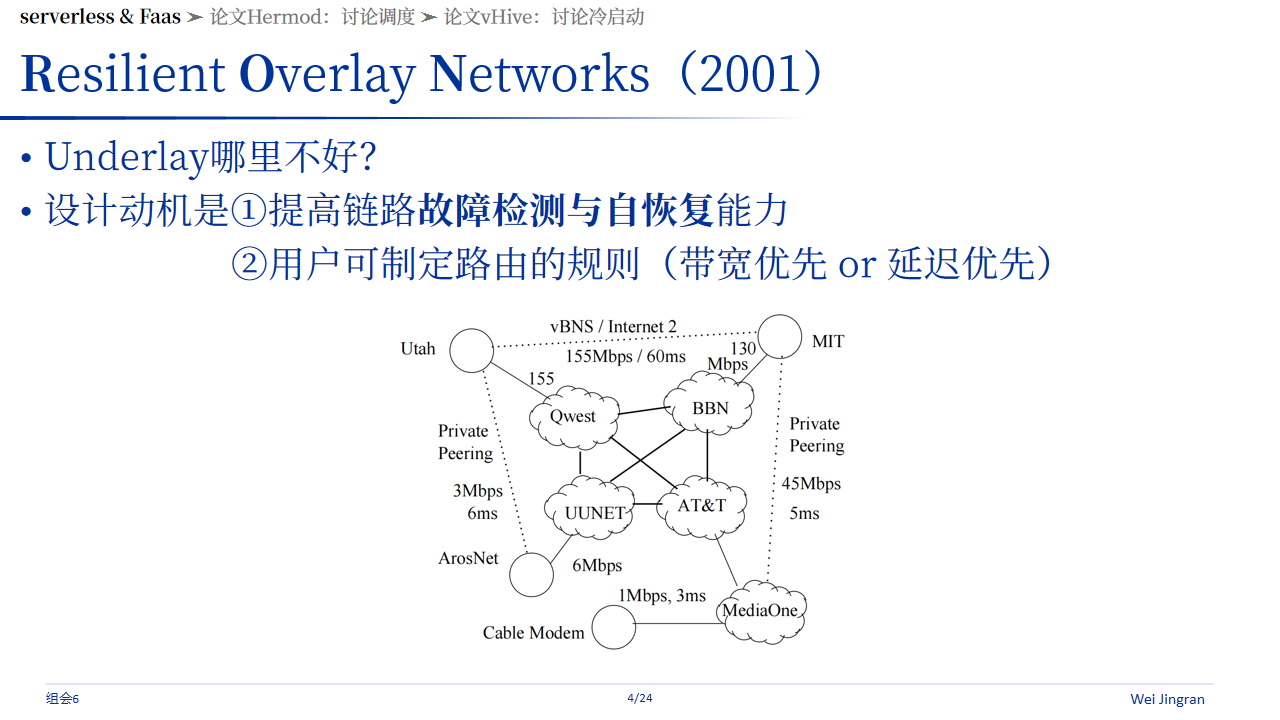 serverless & Faas ➢ 论文Hermod：讨论调度 ➢ 论文vHive：讨论冷启动
Resilient Overlay Networks（2001）
• Underlay哪里不好？
• 设计动机是①提高链路故障检测与自恢复能力
②用户可制定路由的规则（带宽优先 or 延迟优先）
vBNS / Internet 2
Utah
155Mbps / 60ms
130
Mbps
MIT
155
Qwest
BBN
Private
Peering
Private
Peering
3Mbps
6ms
45Mbps
5ms
UUNET
AT&T
ArosNet
6Mbps
1Mbps, 3ms
MediaOne
Cable Modem
组会6
4/24
Wei Jingran